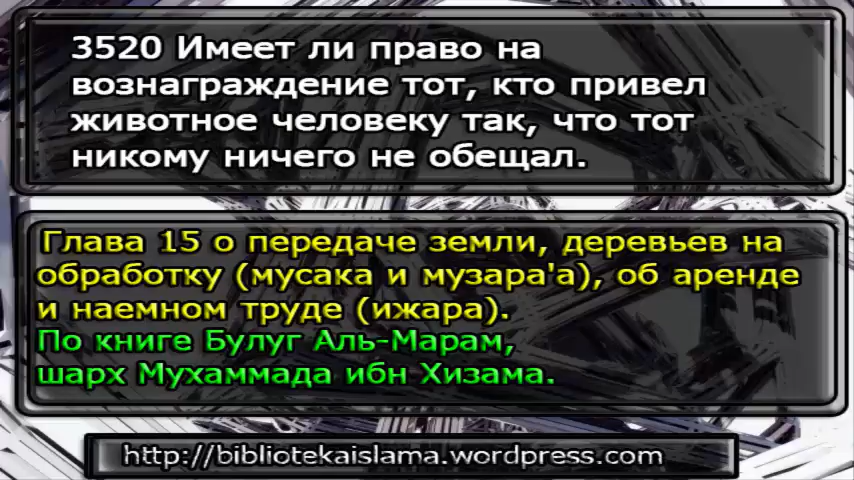 3520 Имеет ли право на
вознаграждение тот, кто привел
животное человеку так, что тот
никому ничего не обещал.
Глава 15 о передаче земли, деревьев на
обработку (мусака и музара'а), об аренде
и наемном труде (ижара).
По книге Булуг Аль-Марам,
шарх Мухаммада ибн Хизама.
http://bibliotekaislama.wordpress.com